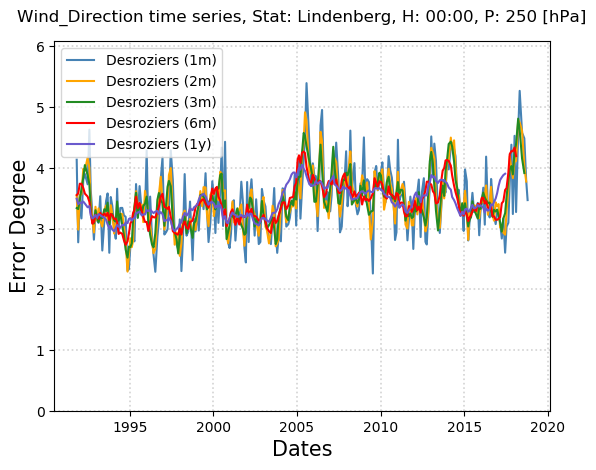 Wind_Direction time series, Stat: Lindenberg, H: 00:00, P: 250 [hPa]
Desroziers (1m)
Desroziers (2m)
Desroziers (3m)
Desroziers (6m)
Desroziers (1y)
Error Degree
6
5
4
3
2
1
0
1995 2000 2005 2010 2015 2020
Dates